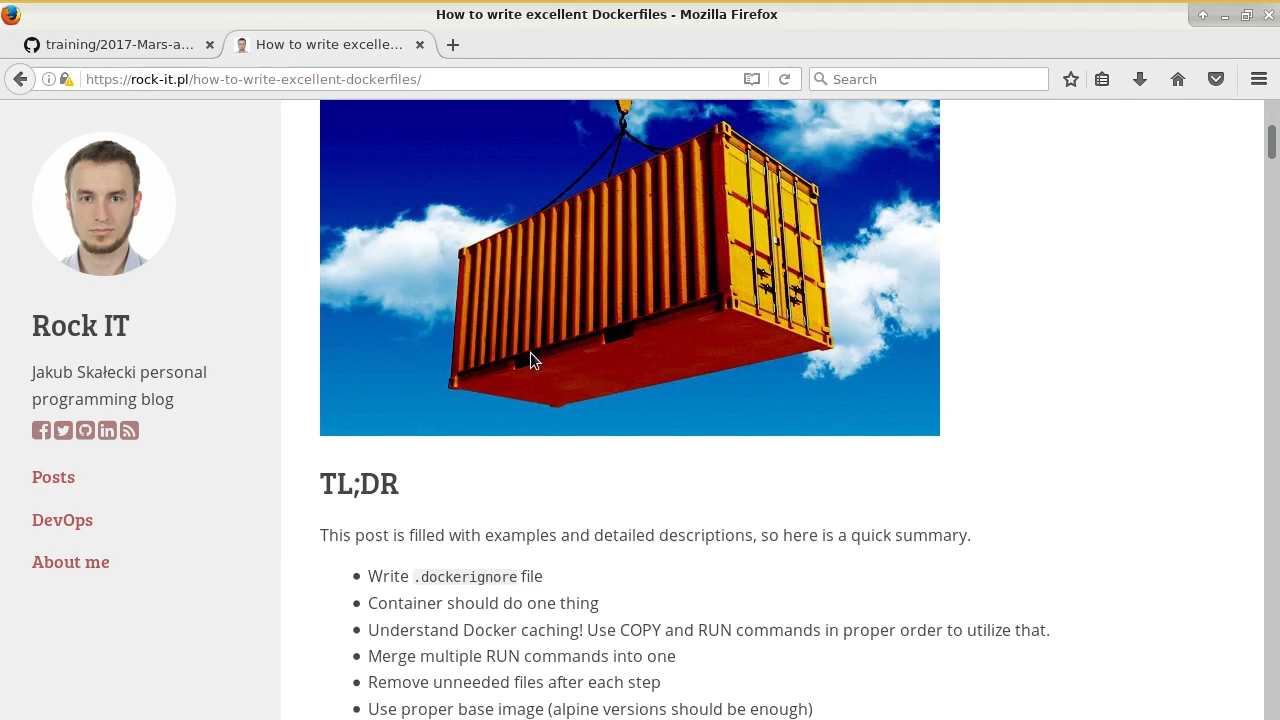 How to write excellent Dockerfiles - Mozilla Firefox
training/2017-Mars-a...
How to write excelle...
https://rock-it.pl/how-to-write-excellent-dockerfiles/
Search
Rock IT
Jakub Skałecki personal
programming blog
Posts
DevOps
About me
TL;DR
This post is filled with examples and detailed descriptions, so here is a quick summary.
Write .dockerignore file
Container should do one thing
Understand Docker caching! Use COPY and RUN commands in proper order to utilize that.
Merge multiple RUN commands into one
Remove unneeded files after each step
Use proper base image (alpine versions should be enough)